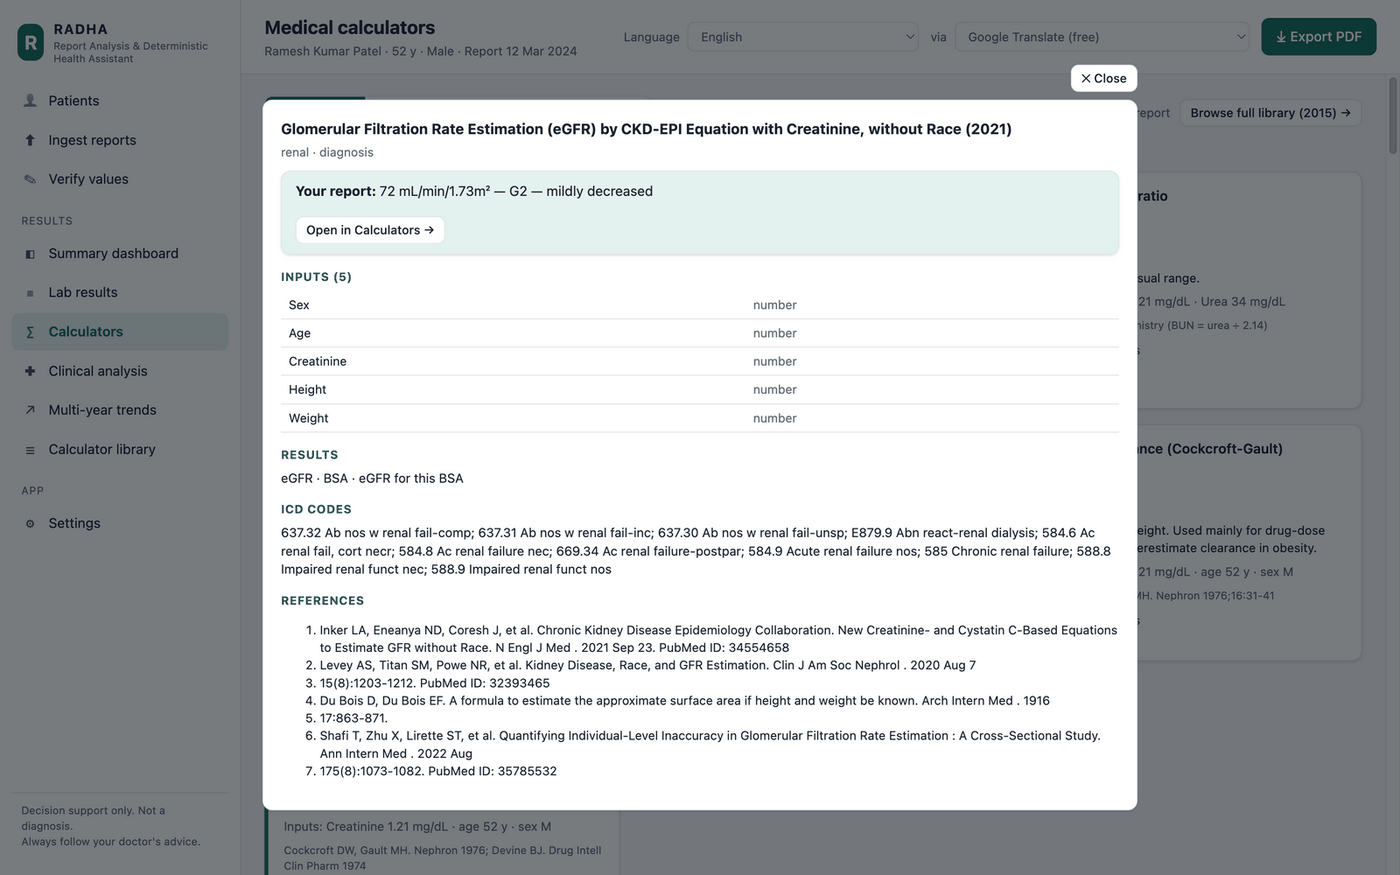 R
RADHA
Report Analysis & Deterministic
Health Assistant
Patients
Ingest reports
Verify values
RESULTS
Summary dashboard
Lab results
∑ Calculators
Clinical analysis
Multi-year trends
Calculator library
APP
Settings
Decision support only. Not a
diagnosis.
Always follow your doctor's advice.
Medical calculators
Ramesh Kumar Patel · 52 y · Male · Report 12 Mar 2024
Language
English
via
Google Translate (free)
Export PDF
× Close
report
Browse full library (2015) →
Glomerular Filtration Rate Estimation (eGFR) by CKD-EPI Equation with Creatinine, without Race (2021)
renal · diagnosis
Your report: 72 mL/min/1.73m² — G2 — mildly decreased
Open in Calculators →
INPUTS (5)
Sex number
Age number
Creatinine number
Height number
Weight number
RESULTS
eGFR · BSA · eGFR for this BSA
ICD CODES
637.32 Ab nos w renal fail-comp; 637.31 Ab nos w renal fail-inc; 637.30 Ab nos w renal fail-unsp; E879.9 Abn react-renal dialysis; 584.6 Ac
renal fail, cort necr; 584.8 Ac renal failure nec; 669.34 Ac renal failure-postpar; 584.9 Acute renal failure nos; 585 Chronic renal failure; 588.8
Impaired renal funct nec; 588.9 Impaired renal funct nos
REFERENCES
1. Inker LA, Eneanya ND, Coresh J, et al. Chronic Kidney Disease Epidemiology Collaboration. New Creatinine- and Cystatin C-Based Equations
to Estimate GFR without Race. N Engl J Med . 2021 Sep 23. PubMed ID: 34554658
2. Levey AS, Titan SM, Powe NR, et al. Kidney Disease, Race, and GFR Estimation. Clin J Am Soc Nephrol . 2020 Aug 7
3. 15(8):1203-1212. PubMed ID: 32393465
4. Du Bois D, Du Bois EF. A formula to estimate the approximate surface area if height and weight be known. Arch Intern Med . 1916
5. 17:863-871.
6. Shafi T, Zhu X, Lirette ST, et al. Quantifying Individual-Level Inaccuracy in Glomerular Filtration Rate Estimation : A Cross-Sectional Study.
Ann Intern Med . 2022 Aug
7. 175(8):1073-1082. PubMed ID: 35785532
ratio
sual range.
21 mg/dL · Urea 34 mg/dL
nistry (BUN = urea ÷ 2.14)
s
nce (Cockcroft-Gault)
eight. Used mainly for drug-dose
erestimate clearance in obesity.
21 mg/dL · age 52 y · sex M
MH. Nephron 1976;16:31-41
s
Inputs: Creatinine 1.21 mg/dL · age 52 y · sex M
Cockcroft DW, Gault MH. Nephron 1976; Devine BJ. Drug Intell
Clin Pharm 1974